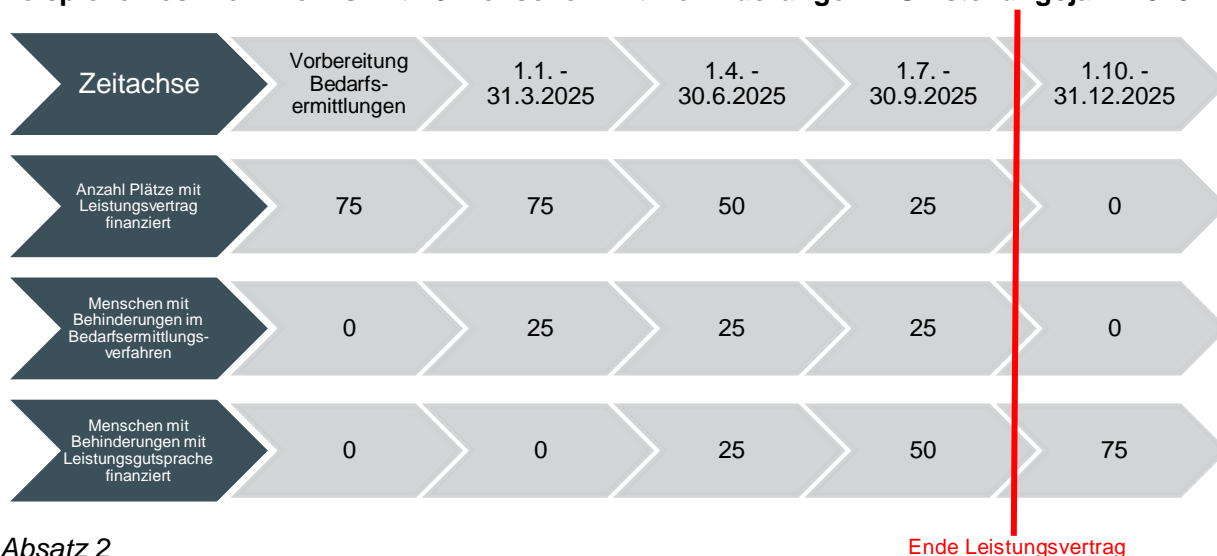 Zeitachse
Vorbereitung
Bedarfs-
ermittlungen
1.1. -
31.3.2025
1.4. -
30.6.2025
1.7. -
30.9.2025
1.10. -
31.12.2025
Anzahl Plätze mit
Leistungsvertrag
finanziert
75
75
50
25
0
Menschen mit
Behinderungen im
Bedarfsermittlungs-
verfahren
0
25
25
25
0
Menschen mit
Behinderungen mit
Leistungsgutsprache
finanziert
0
0
25
50
75
Absatz 2
Ende Leistungsvertrag